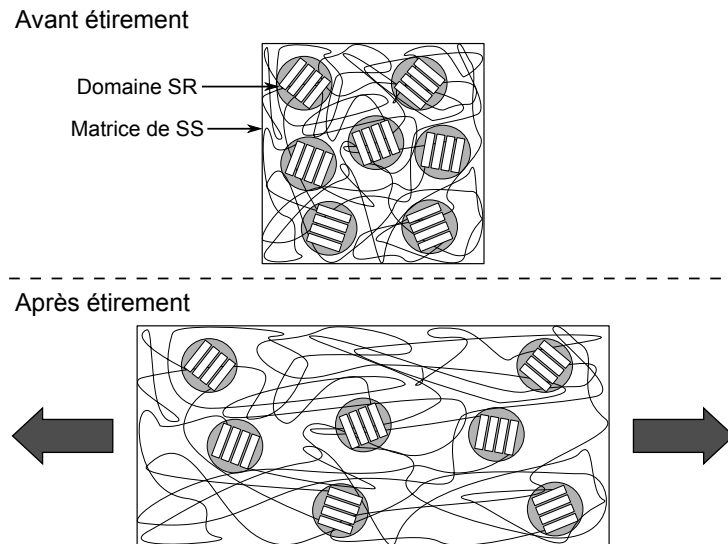 Avant étirement
Domaine SR
Matrice de SS
Après étirement